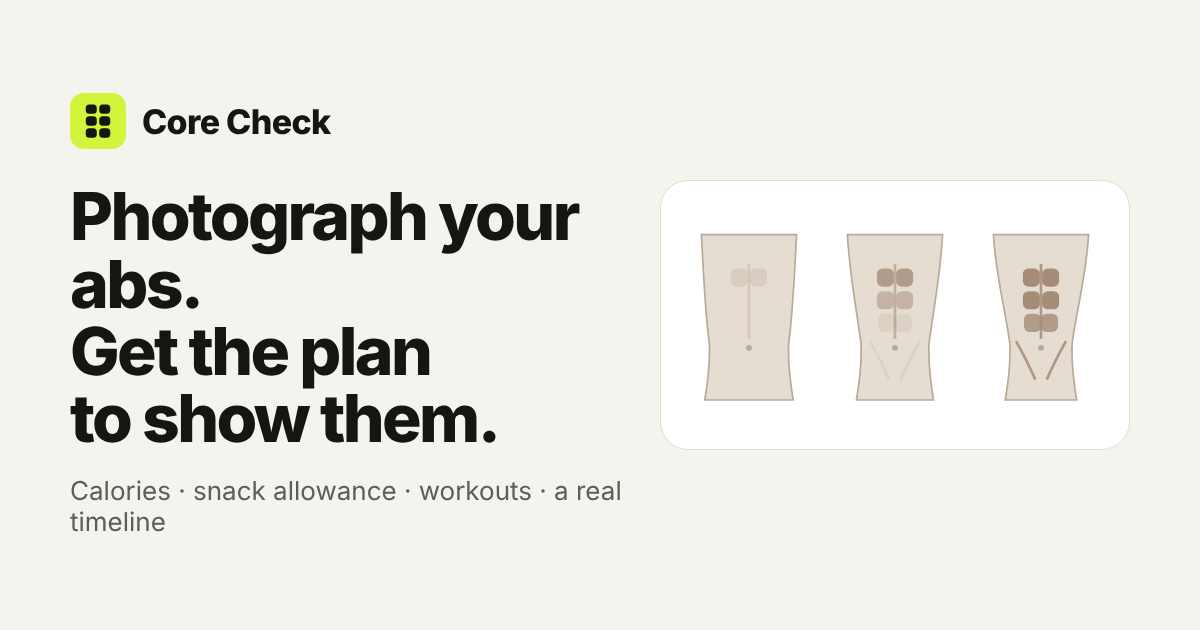 Core Check
Photograph your
abs.
Get the plan
to show them.
Calories · snack allowance · workouts · a real
timeline